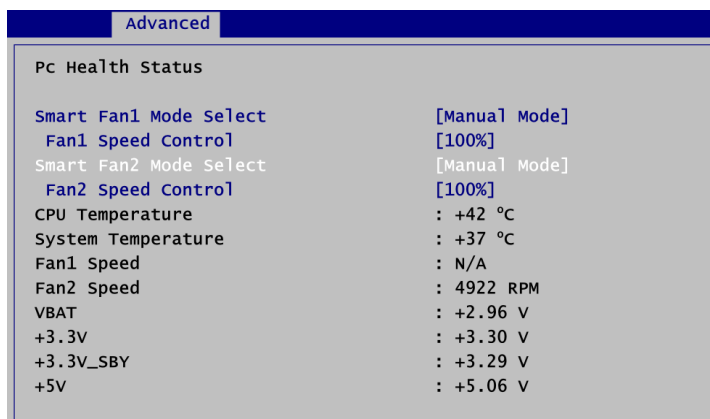 Advanced
Pc Health Status
Smart Fan1 Mode Select [Manual Mode]
Fan1 Speed Control [100%]
Smart Fan2 Mode Select [Manual Mode]
Fan2 Speed Control [100%]
CPU Temperature : +42 ºC
System Temperature : +37 ºC
Fan1 Speed : N/A
Fan2 Speed : 4922 RPM
VBAT : +2.96 V
+3.3V : +3.30 V
+3.3V_SBY : +3.29 V
+5V : +5.06 V